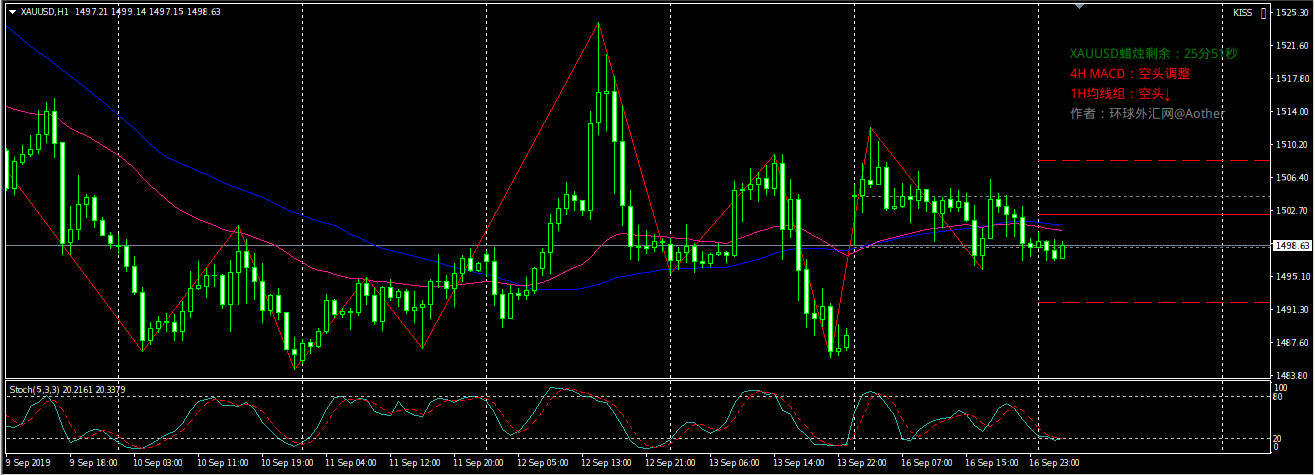 XAUUSD,H1 1497.21 1499.14 1497.15 1498.63
KISS
XAUUSD蜡烛剩余：25分57秒
4H MACD：空头调整
1H均线组：空头↓
作者：环球外汇网@Aother
1525.30
1521.60
1517.80
1514.00
1510.20
1506.40
1502.70
1498.63
1495.10
1491.30
1487.60
1483.80
Stoch(5,3,3) 20.2161 20.3379
100
80
20
0
9 Sep 2019
9 Sep 18:00
10 Sep 03:00
10 Sep 11:00
10 Sep 19:00
11 Sep 04:00
11 Sep 12:00
11 Sep 20:00
12 Sep 05:00
12 Sep 13:00
12 Sep 21:00
13 Sep 06:00
13 Sep 14:00
13 Sep 22:00
16 Sep 07:00
16 Sep 15:00
16 Sep 23:00